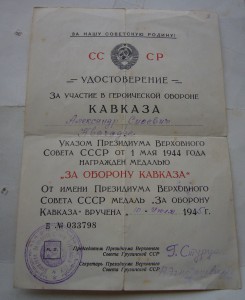 ЗА НАШУ СОВЕТСКУЮ РОДИНУ!
СС СР
УДОСТОВЕРЕНИЕ
ЗА УЧАСТИЕ В ГЕРОИЧЕСКОЙ ОБОРОНЕ
КАВКАЗА
Александр
УКАЗОМ ПРЕЗИДИУМА ВЕРХОВНОГО
СОВЕТА СССР ОТ 1 МАЯ 1944 ГОДА
НАГРАЖДЕН МЕДАЛЬЮ
"ЗА ОБОРОНУ КАВКАЗА"
ОТ ИМЕНИ ПРЕЗИДИУМА ВЕРХОВНОГО
СОВЕТА СССР МЕДАЛЬ „ЗА ОБОРОНУ
КАВКАЗА" ВРУЧЕНА 1945г.
Б № 033798
Председатель Президиума Верховного
Совета Грузинской ССР
Секретарь Президиума Верховного
Совета Грузинской ССР